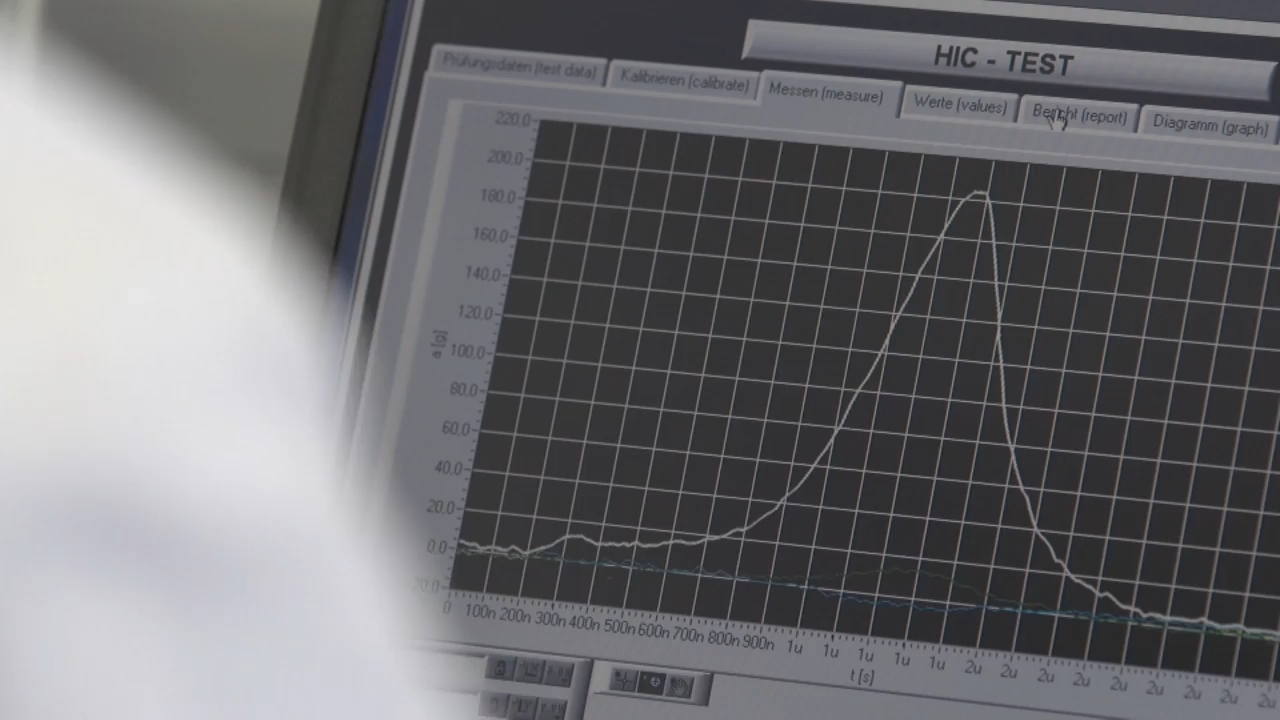 HIC - TEST
Prüfungsdaten (test data) Kalibrieren (calibrate) Messen (measure) Werte (values) Bericht (report) Diagramm (graph)
220.0
200.0
180.0
160.0
140.0
120.0
a [g]
100.0
80.0
60.0
40.0
20.0
0.0
0 100n 200n 300n 400n 500n 600n 700n 800n 900n 1u 1u 1u 1u 1u 2u 2u 2u 2u 2u 2u 2u 2u 2u
t [s]